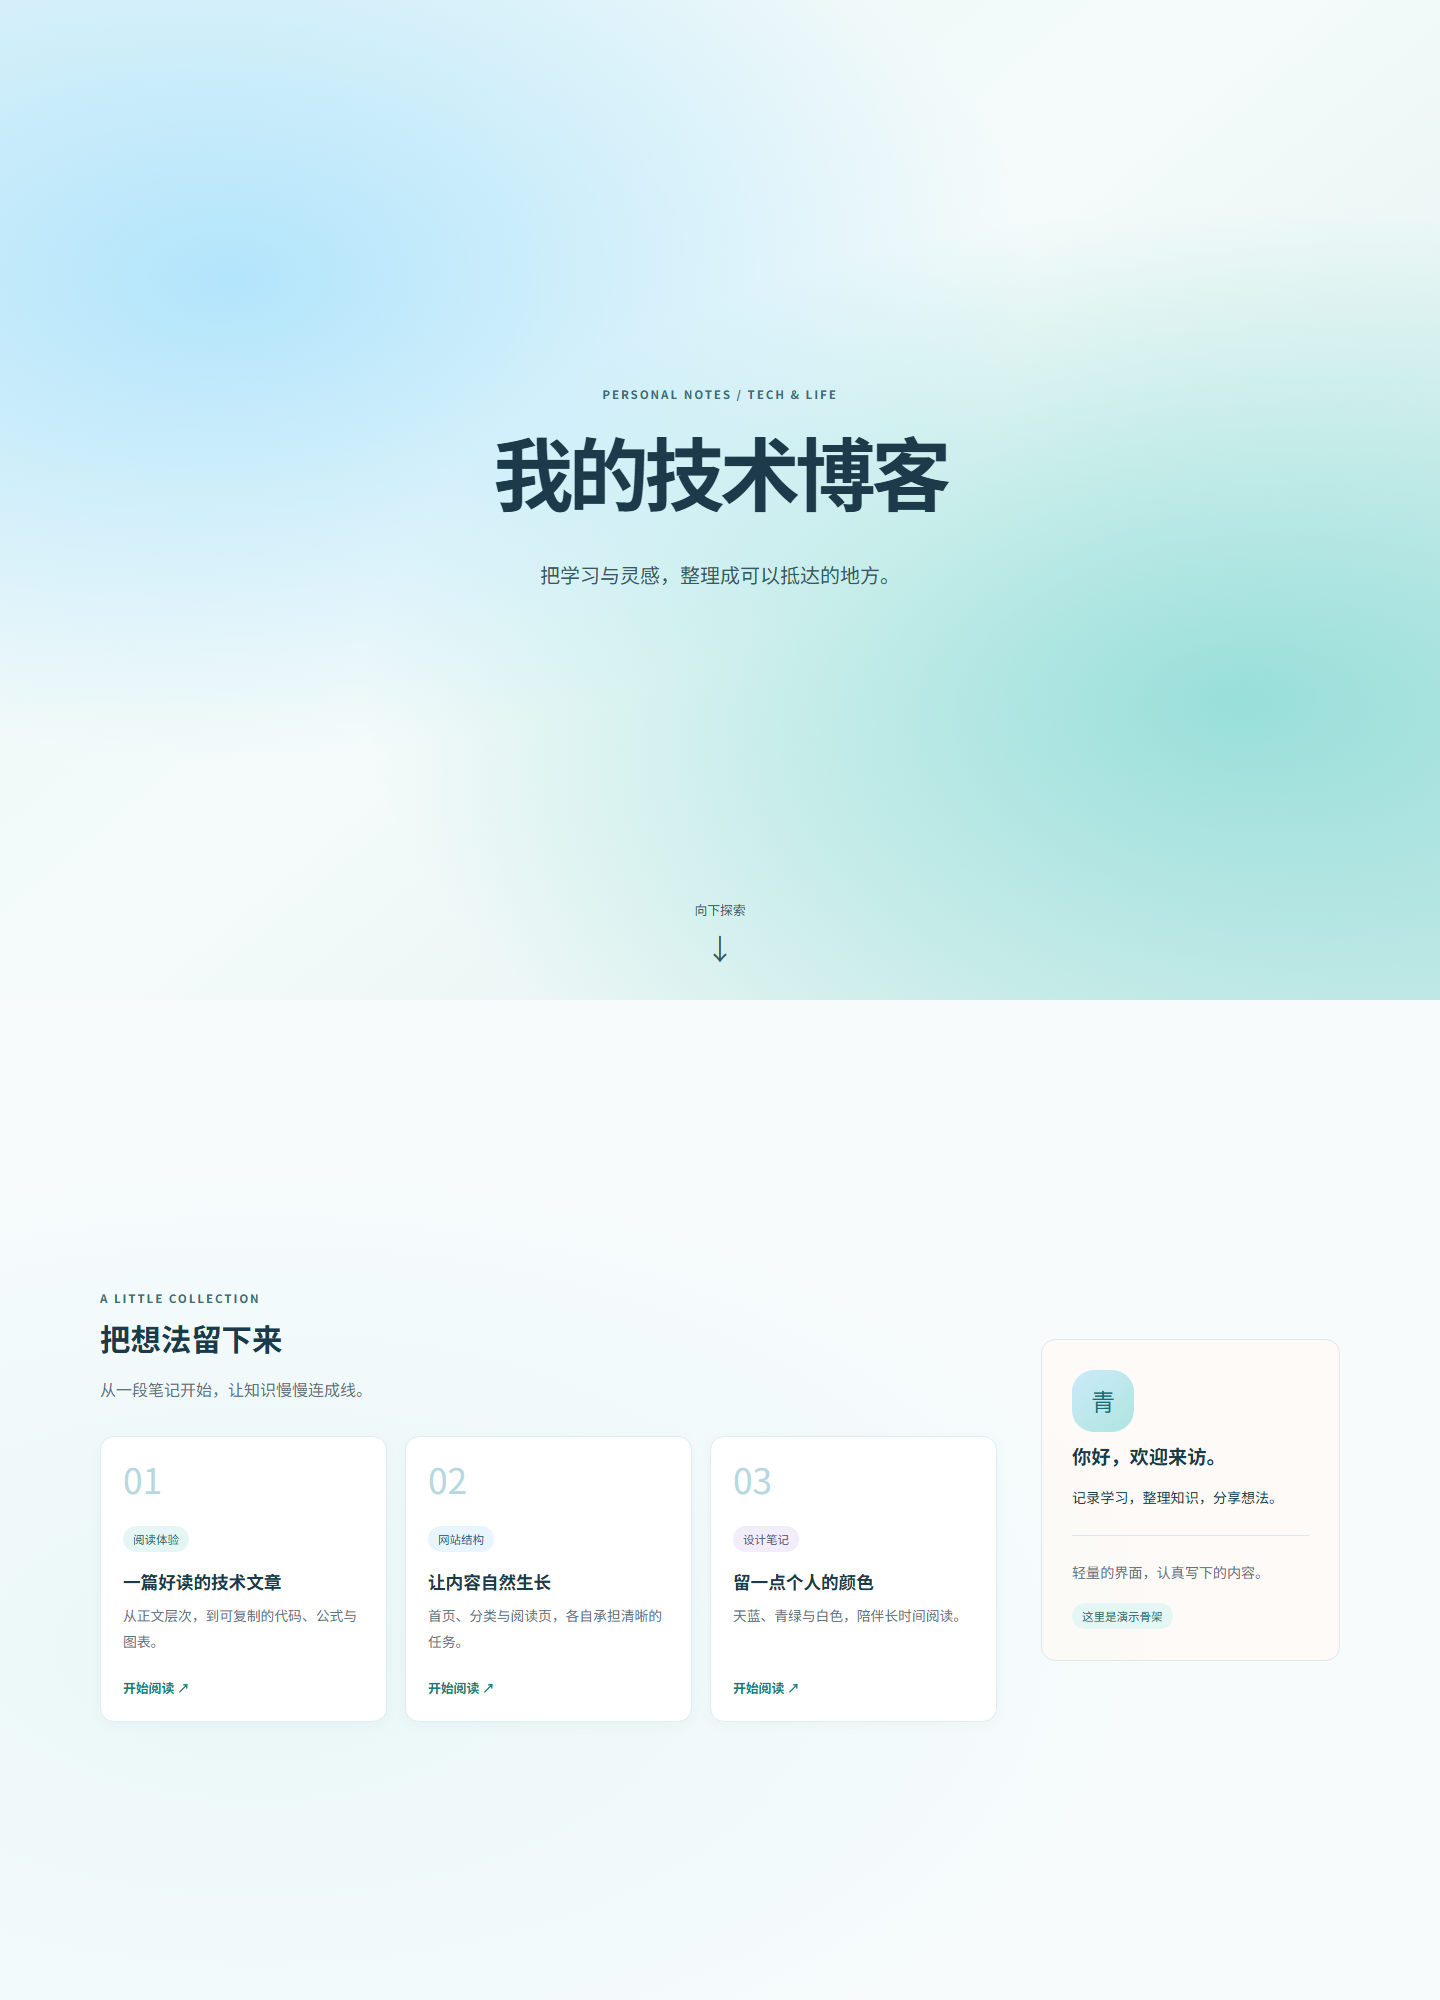 PERSONAL NOTES / TECH & LIFE
我的技术博客
把学习与灵感，整理成可以抵达的地方。
向下探索
↓
A LITTLE COLLECTION
把想法留下来
从一段笔记开始，让知识慢慢连成线。
01
阅读体验
一篇好读的技术文章
从正文层次，到可复制的代码、公式与
图表。
开始阅读 ↗
02
网站结构
让内容自然生长
首页、分类与阅读页，各自承担清晰的
任务。
开始阅读 ↗
03
设计笔记
留一点个人的颜色
天蓝、青绿与白色，陪伴长时间阅读。
开始阅读 ↗
青
你好，欢迎来访。
记录学习，整理知识，分享想法。
轻量的界面，认真写下的内容。
这里是演示骨架